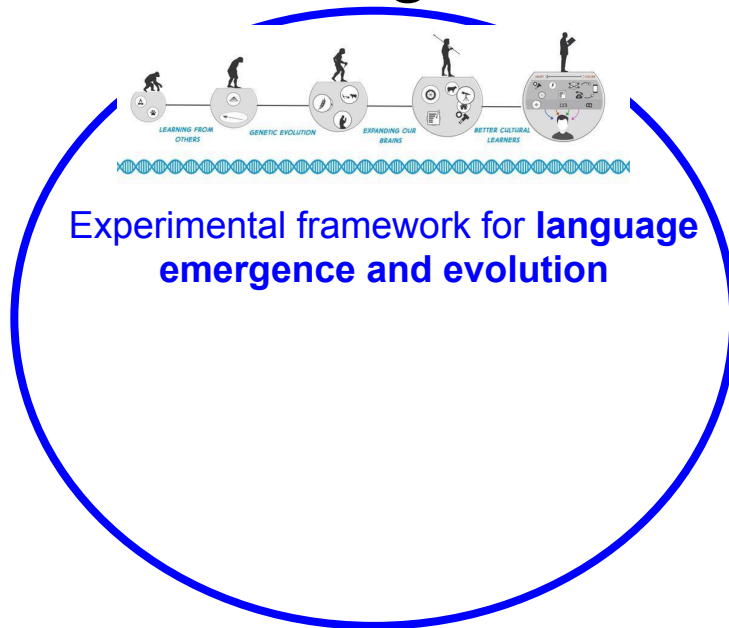 LEARNING FROM
OTHERS
GENETIC EVOLUTION
EXPANDING OUR
BRAINS
BETTER CULTURAL
LEARNERS
Experimental framework for language
emergence and evolution